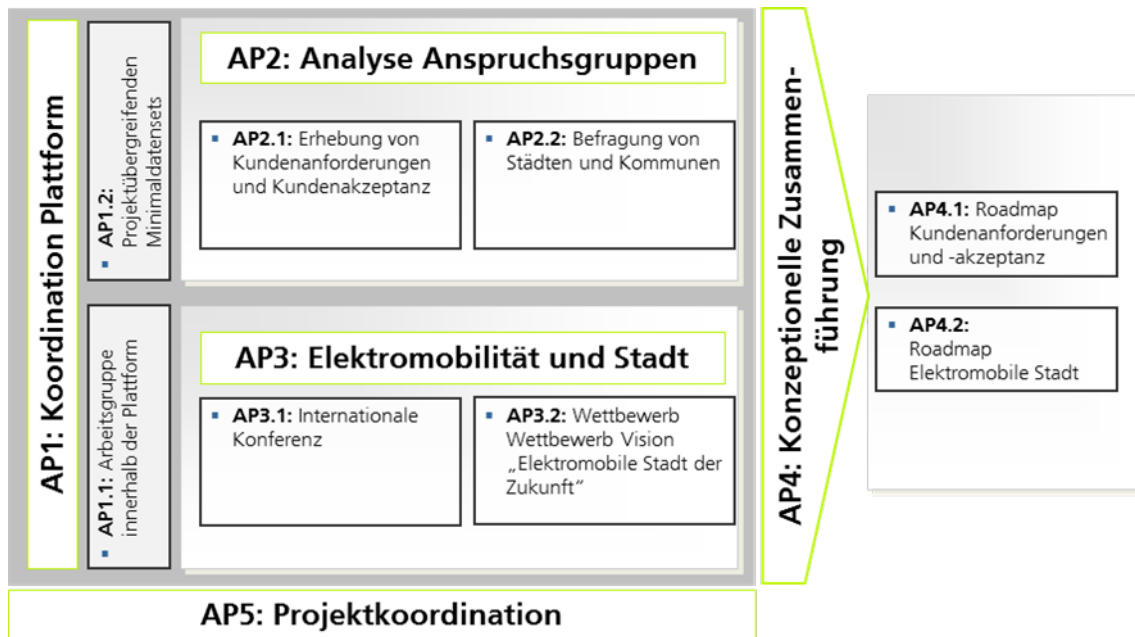 AP1: Koordination Plattform
AP1.2:
Projektübergreifenden
Minimaldatensets
AP1.1: Arbeitsgruppe
innerhalb der Plattform
AP2: Analyse Anspruchsgruppen
AP2.1: Erhebung von
Kundenanforderungen
und Kundenakzeptanz
AP2.2: Befragung von
Städten und Kommunen
AP3: Elektromobilität und Stadt
AP3.1: Internationale
Konferenz
AP3.2: Wettbewerb
Wettbewerb Vision
„Elektromobile Stadt der
Zukunft“
AP4: Konzeptionelle Zusammen-
führung
AP4.1: Roadmap
Kundenanforderungen
und -akzeptanz
AP4.2:
Roadmap
Elektromobile Stadt
AP5: Projektkoordination